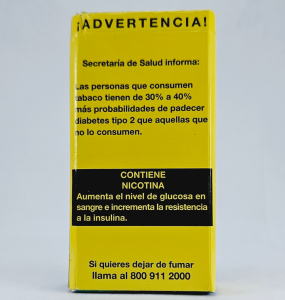 ¡ADVERTENCIA!
Secretaría de Salud informa:
Las personas que consumen
tabaco tienen de 30% a 40%
más probabilidades de padecer
diabetes tipo 2 que aquellas que
no lo consumen.
CONTIENE
NICOTINA
Aumenta el nivel de glucosa en
sangre e incrementa la resistencia
a la insulina.
Si quieres dejar de fumar
llama al 800 911 2000